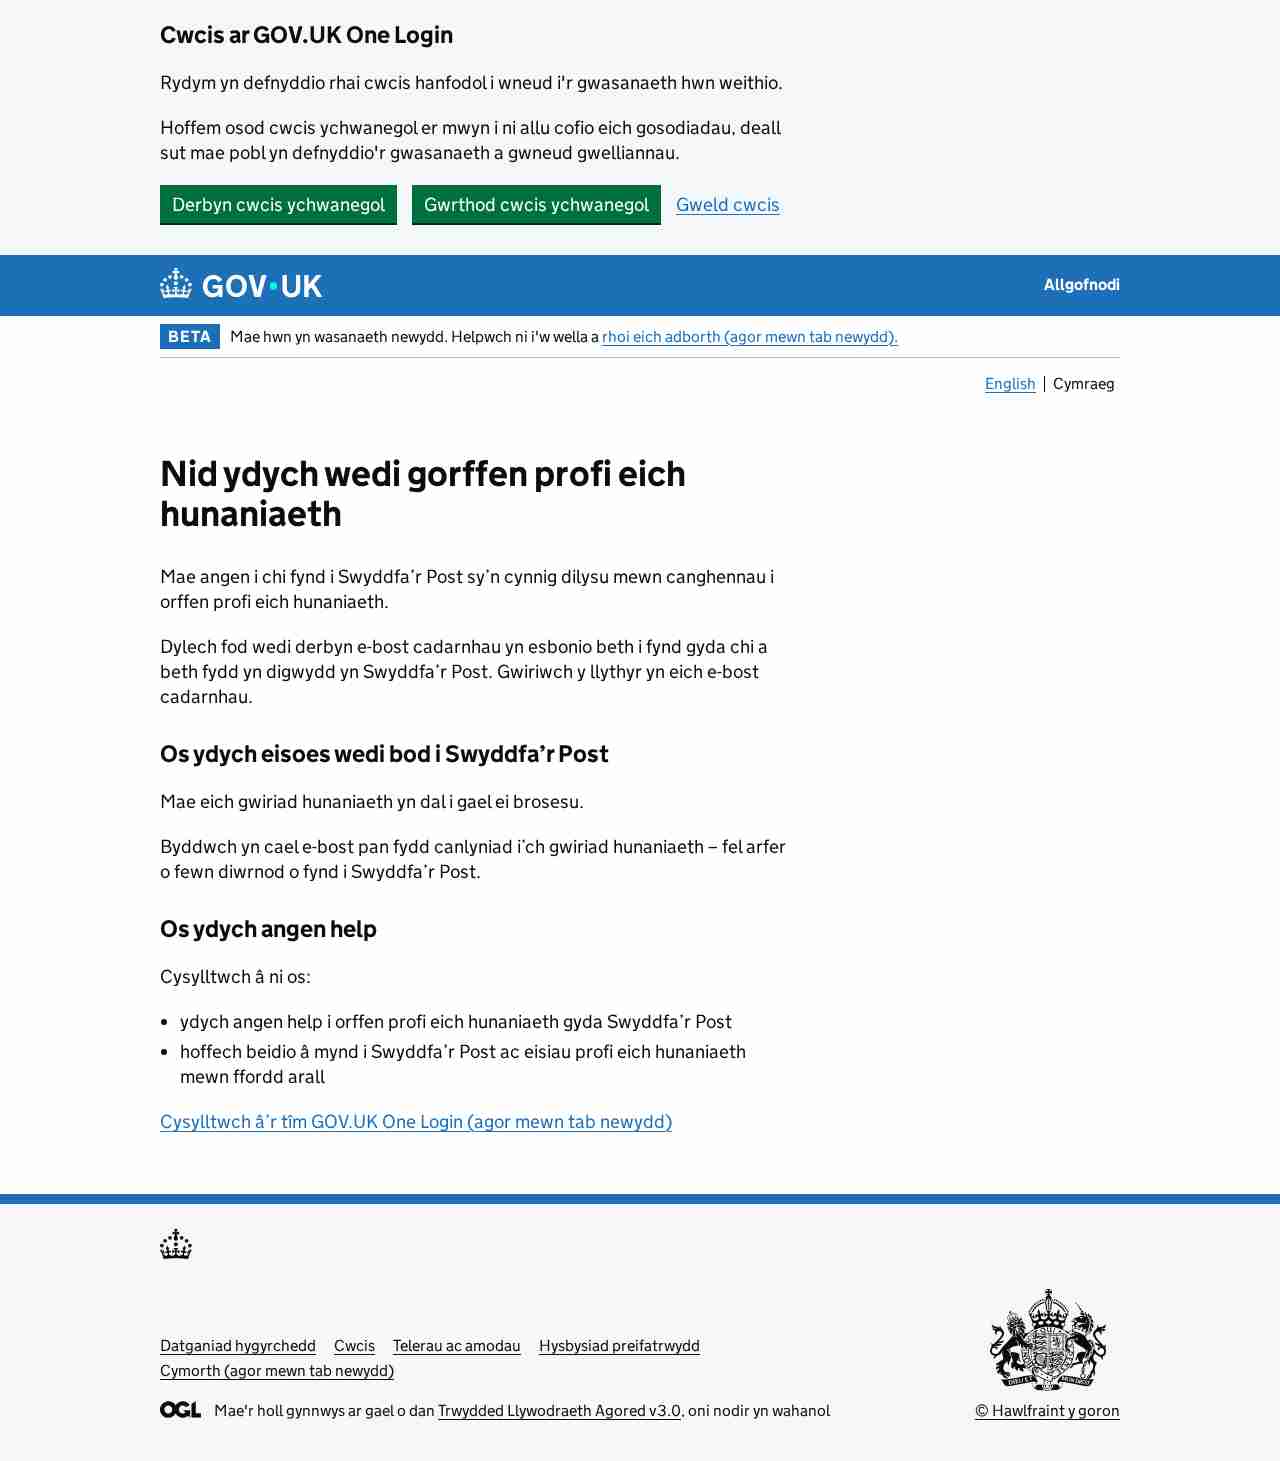 Cwcis ar GOV.UK One Login
Rydym yn defnyddio rhai cwcis hanfodol i wneud i'r gwasanaeth hwn weithio.
Hoffem osod cwcis ychwanegol er mwyn i ni allu cofio eich gosodiadau, deall
sut mae pobl yn defnyddio'r gwasanaeth a gwneud gwelliannau.
Derbyn cwcis ychwanegol Gwrthod cwcis ychwanegol Gweld cwcis
GOV·UK Allgofnodi
BETA Mae hwn yn wasanaeth newydd. Helpwch ni i'w wella a rhoi eich adborth (agor mewn tab newydd).
English Cymraeg
Nid ydych wedi gorffen profi eich
hunaniaeth
Mae angen i chi fynd i Swyddfa’r Post sy’n cynnig dilysu mewn canghennau i
orffen profi eich hunaniaeth.
Dylech fod wedi derbyn e-bost cadarnhau yn esbonio beth i fynd gyda chi a
beth fydd yn digwydd yn Swyddfa’r Post. Gwiriwch y llythyr yn eich e-bost
cadarnhau.
Os ydych eisoes wedi bod i Swyddfa’r Post
Mae eich gwiriad hunaniaeth yn dal i gael ei brosesu.
Byddwch yn cael e-bost pan fydd canlyniad i’ch gwiriad hunaniaeth – fel arfer
o fewn diwrnod o fynd i Swyddfa’r Post.
Os ydych angen help
Cysylltwch â ni os:
• ydych angen help i orffen profi eich hunaniaeth gyda Swyddfa’r Post
• hoffech beidio â mynd i Swyddfa’r Post ac eisiau profi eich hunaniaeth
mewn ffordd arall
Cysylltwch â’r tîm GOV.UK One Login (agor mewn tab newydd)
Datganiad hygyrchedd Cwcis Telerau ac amodau Hysbysiad preifatrwydd
Cymorth (agor mewn tab newydd)
OGL Mae'r holl gynnwys ar gael o dan Trwydded Llywodraeth Agored v3.0, oni nodir yn wahanol
© Hawlfraint y goron